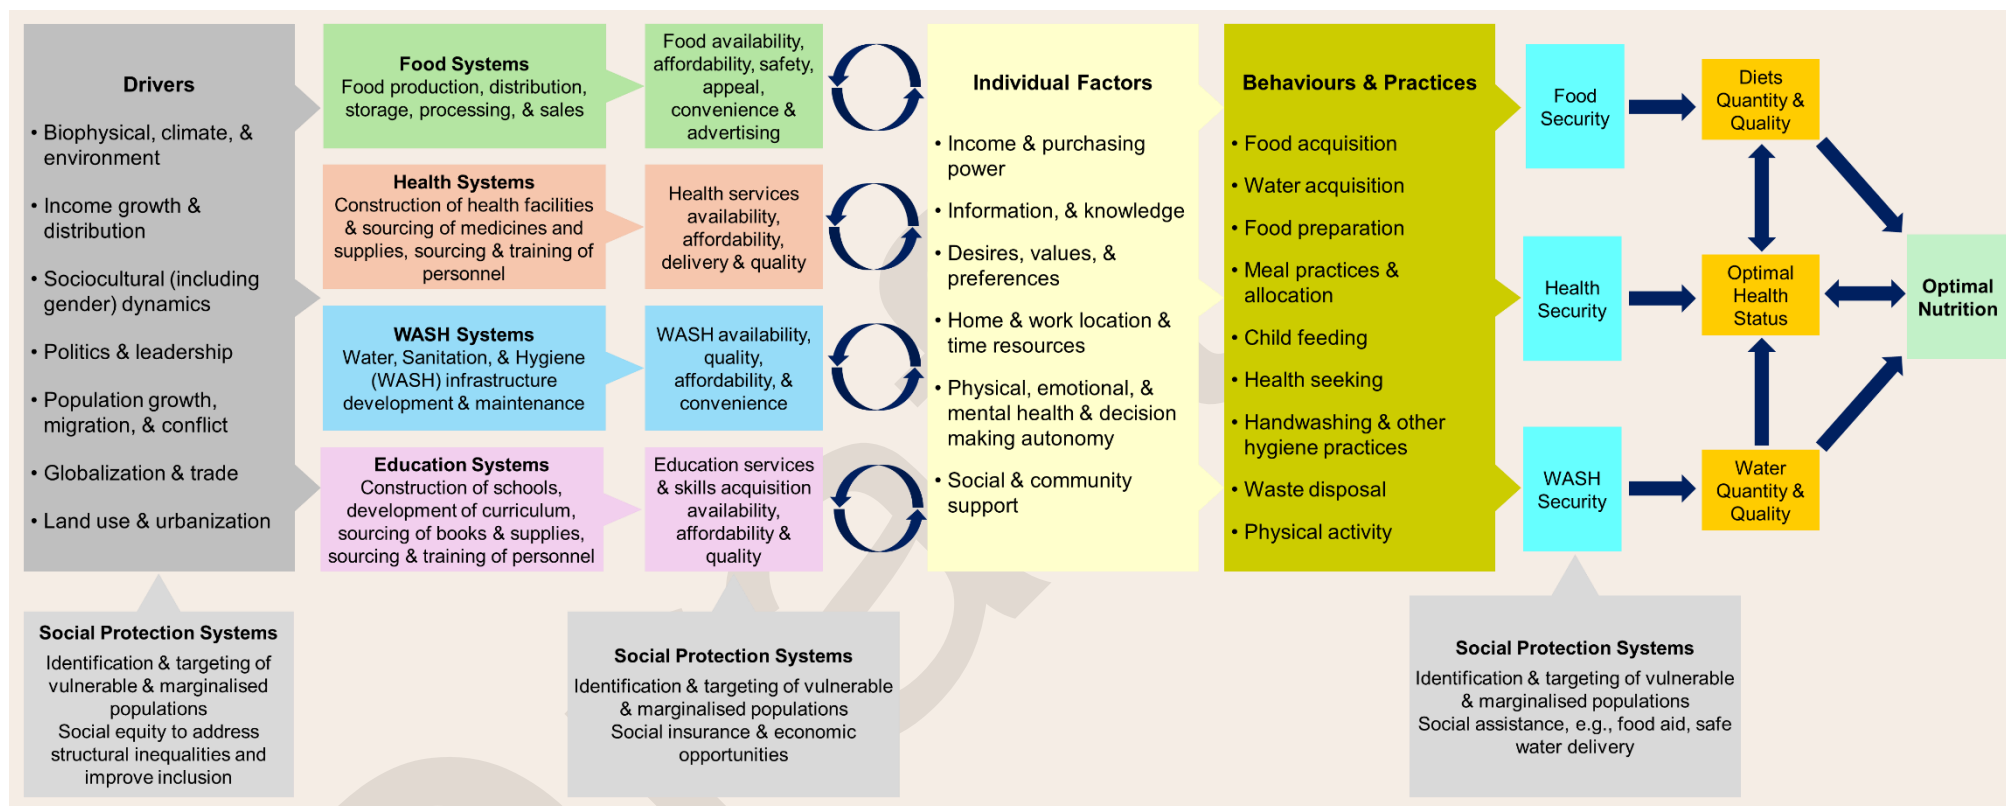 Drivers
• Biophysical, climate, &
environment
• Income growth &
distribution
• Sociocultural (including
gender) dynamics
• Politics & leadership
• Population growth,
migration, & conflict
• Globalization & trade
• Land use & urbanization
Food Systems
Food production, distribution,
storage, processing, & sales
Food availability,
affordability, safety,
appeal,
convenience &
advertising
Health Systems
Construction of health facilities
& sourcing of medicines and
supplies, sourcing & training of
personnel
Health services
availability,
affordability,
delivery & quality
WASH Systems
Water, Sanitation, & Hygiene
(WASH) infrastructure
development & maintenance
WASH availability,
quality,
affordability, &
convenience
Education Systems
Construction of schools,
development of curriculum,
sourcing of books & supplies,
sourcing & training of personnel
Education services
& skills acquisition
availability,
affordability &
quality
Individual Factors
• Income & purchasing
power
• Information, & knowledge
• Desires, values, &
preferences
• Home & work location &
time resources
• Physical, emotional, &
mental health & decision
making autonomy
• Social & community
support
Behaviours & Practices
• Food acquisition
• Water acquisition
• Food preparation
• Meal practices &
allocation
• Child feeding
• Health seeking
• Handwashing & other
hygiene practices
• Waste disposal
• Physical activity
Food
Security
Health
Security
WASH
Security
Diets
Quantity &
Quality
Optimal
Health
Status
Water
Quantity &
Quality
Optimal
Nutrition
Social Protection Systems
Identification & targeting of
vulnerable & marginalised
populations
Social equity to address
structural inequalities and
improve inclusion
Social Protection Systems
Identification & targeting of vulnerable
& marginalised populations
Social insurance & economic
opportunities
Social Protection Systems
Identification & targeting of vulnerable
& marginalised populations
Social assistance, e.g., food aid, safe
water delivery